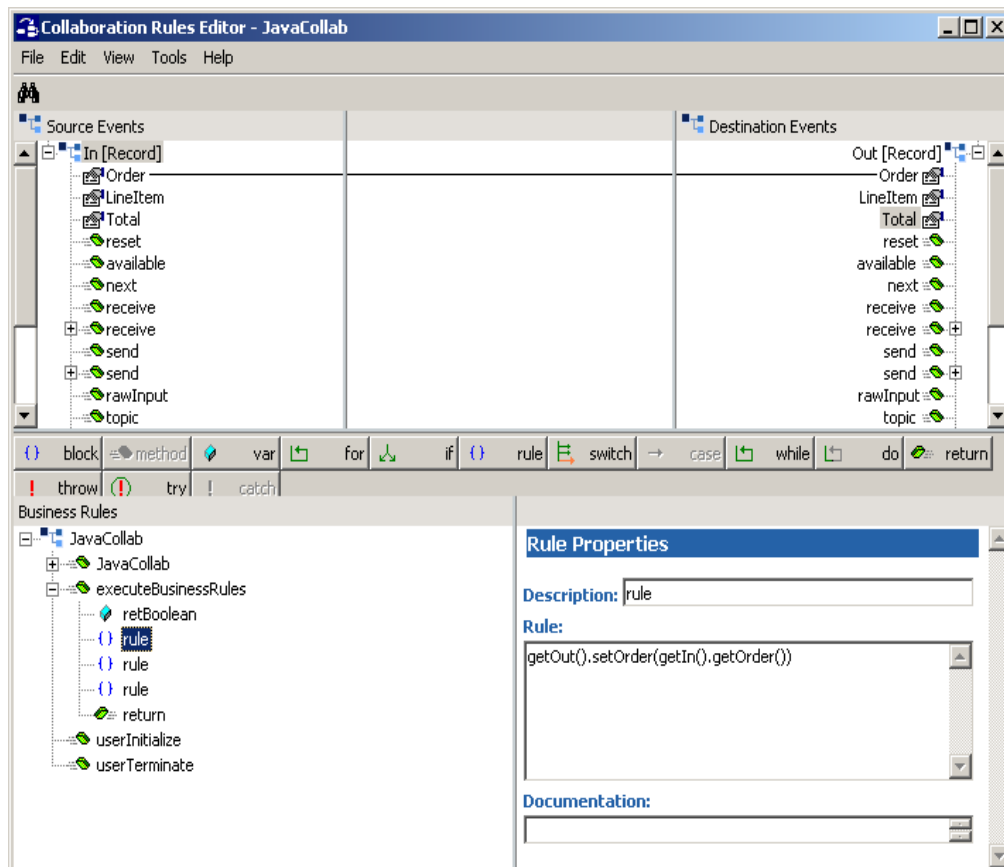 Collaboration Rules Editor - JavaCollab
File Edit View Tools Help
Source Events
Destination Events
In [Record]
Out [Record]
Order
Order
LineItem
LineItem
Total
Total
reset
reset
available
available
next
next
receive
receive
receive
receive
send
send
send
send
rawInput
rawInput
topic
topic
block method var for if rule switch case while do return
throw try catch
Business Rules
JavaCollab
JavaCollab
executeBusinessRules
retBoolean
rule
rule
rule
return
userInitialize
userTerminate
Rule Properties
Description: rule
Rule:
getOut().setOrder(getIn().getOrder())
Documentation: